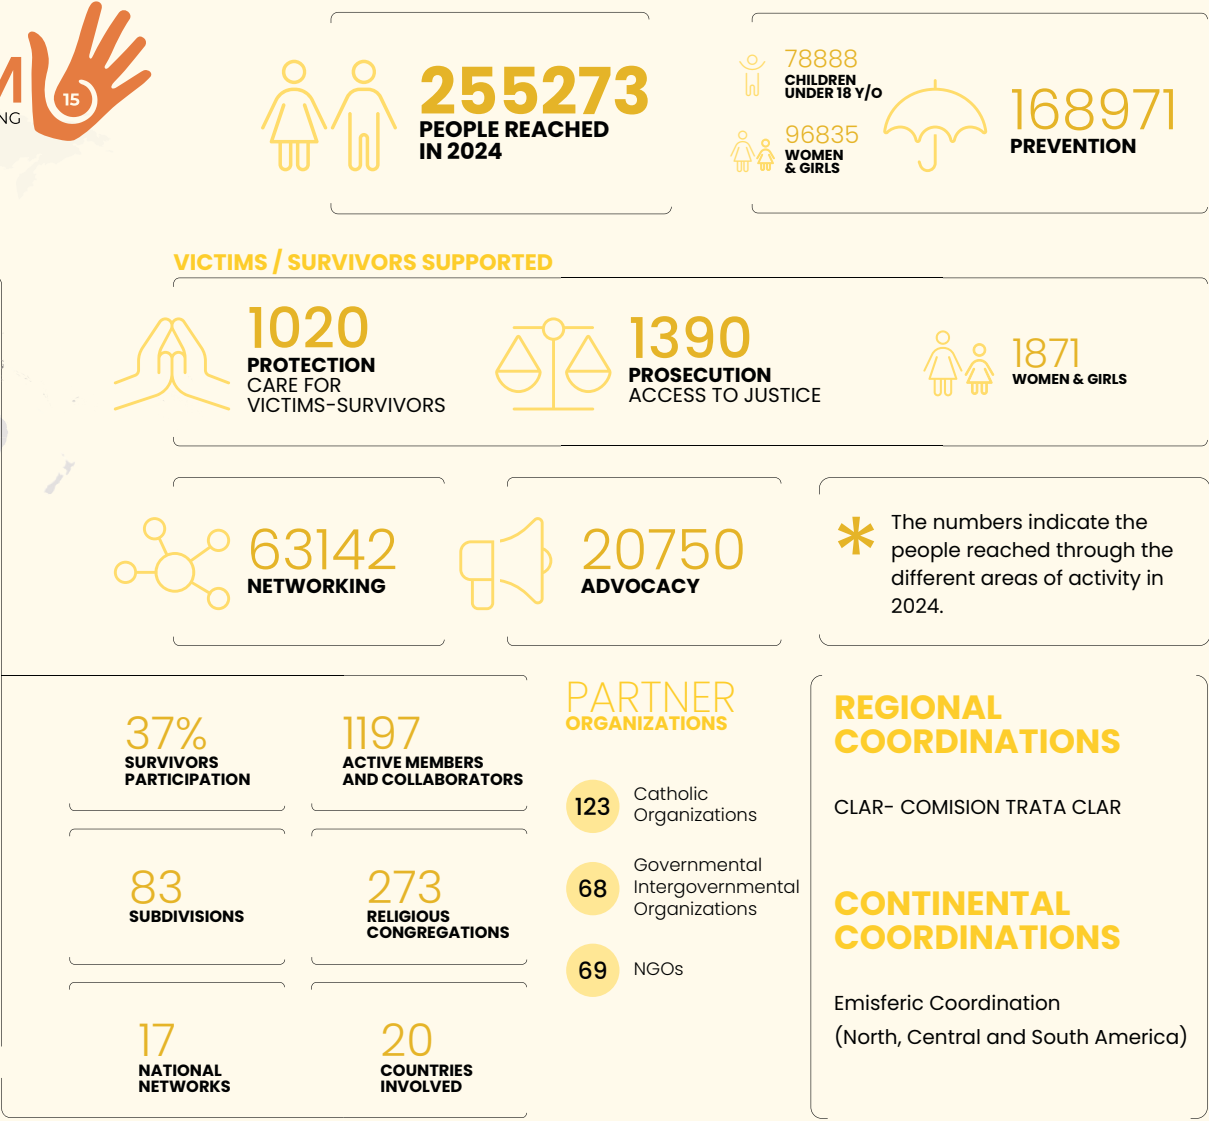 M
NG
15
255273
PEOPLE REACHED
IN 2024
78888
CHILDREN
UNDER 18 Y/O
96835
WOMEN
& GIRLS
168971
PREVENTION
VICTIMS / SURVIVORS SUPPORTED
1020
PROTECTION
CARE FOR
VICTIMS-SURVIVORS
1390
PROSECUTION
ACCESS TO JUSTICE
1871
WOMEN & GIRLS
63142
NETWORKING
20750
ADVOCACY
* The numbers indicate the
people reached through the
different areas of activity in
2024.
37%
SURVIVORS
PARTICIPATION
1197
ACTIVE MEMBERS
AND COLLABORATORS
83
SUBDIVISIONS
273
RELIGIOUS
CONGREGATIONS
17
NATIONAL
NETWORKS
20
COUNTRIES
INVOLVED
PARTNER
ORGANIZATIONS
123
Catholic
Organizations
68
Governmental
Intergovernmental
Organizations
69
NGOs
REGIONAL
COORDINATIONS
CLAR- COMISION TRATA CLAR
CONTINENTAL
COORDINATIONS
Emisferic Coordination
(North, Central and South America)